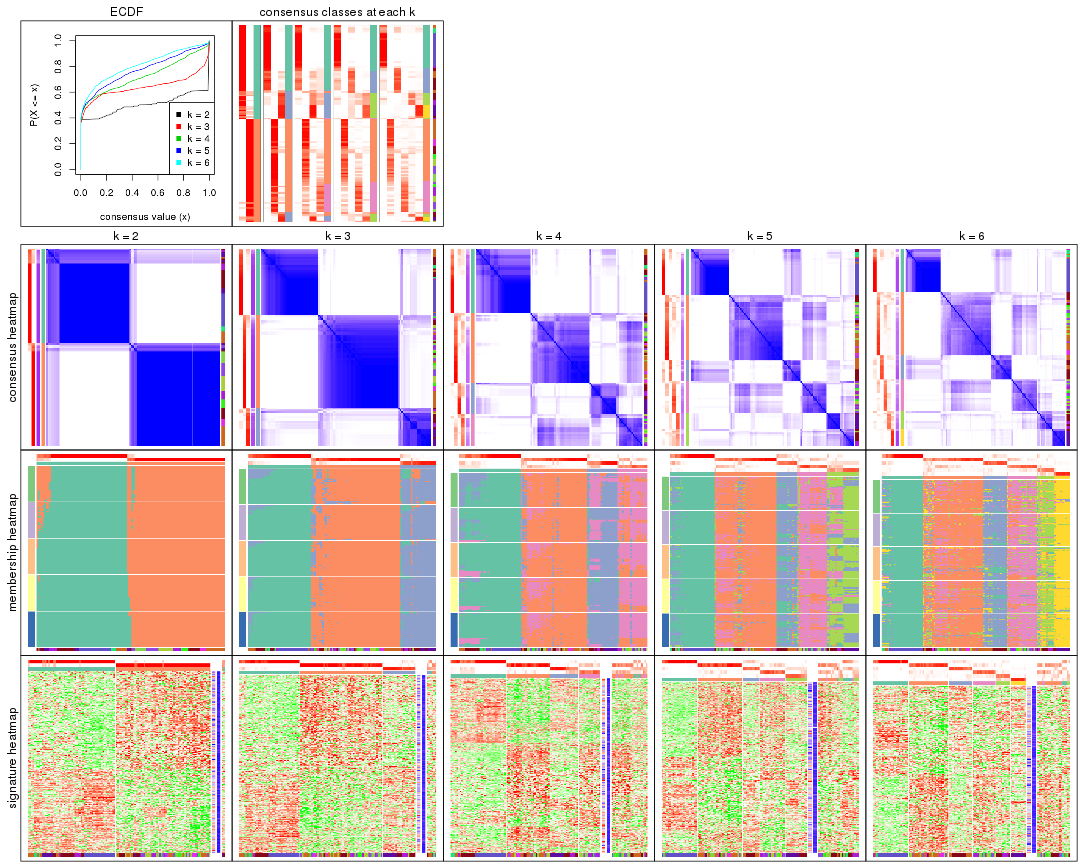 ECDF
consensus classes at each k
P(X <= x)
0.0 0.2 0.4 0.6 0.8 1.0
k = 2
k = 3
k = 4
k = 5
k = 6
0.0 0.2 0.4 0.6 0.8 1.0
consensus value (x)
k = 2
k = 3
k = 4
k = 5
k = 6
consensus heatmap
membership heatmap
signature heatmap